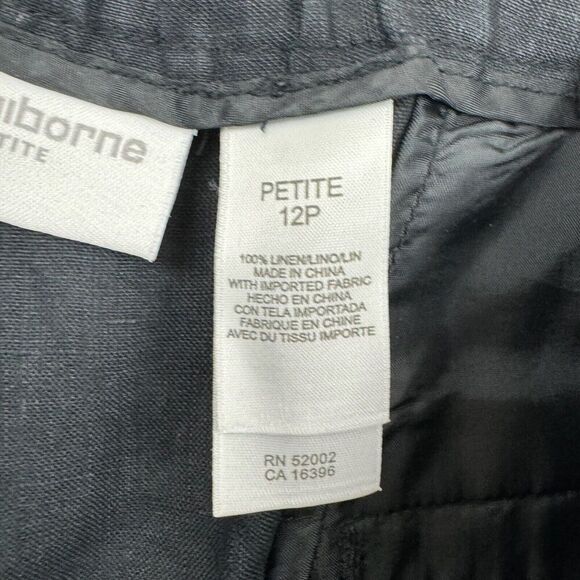 iborne
TITE
PETITE
12P
100% LINEN/LINO/LIN
MADE IN CHINA
WITH IMPORTED FABRIC
HECHO EN CHINA
CON TELA IMPORTADA
FABRIQUE EN CHINE
AVEC DU TISSU IMPORTE
RN 52002
CA 16396